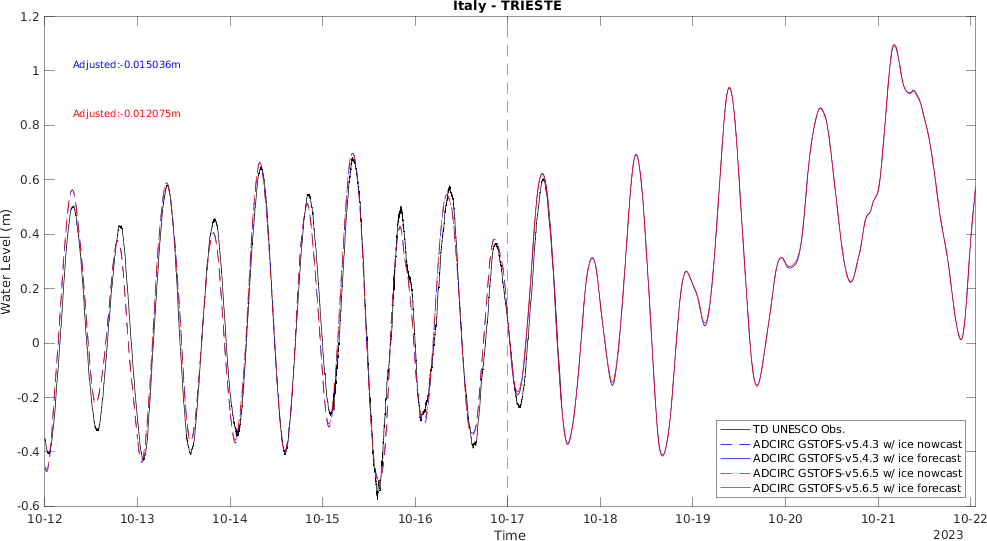 Italy - TRIESTE
1.2
1
0.8
0.6
0.4
0.2
0
-0.2
-0.4
-0.6
Water Level (m)
Adjusted:-0.015036m
Adjusted:-0.012075m
TD UNESCO Obs.
ADCIRC GSTOFS-v5.4.3 w/ ice nowcast
ADCIRC GSTOFS-v5.4.3 w/ ice forecast
ADCIRC GSTOFS-v5.6.5 w/ ice nowcast
ADCIRC GSTOFS-v5.6.5 w/ ice forecast
10-12 10-13 10-14 10-15 10-16 10-17 10-18 10-19 10-20 10-21 10-22
Time
2023